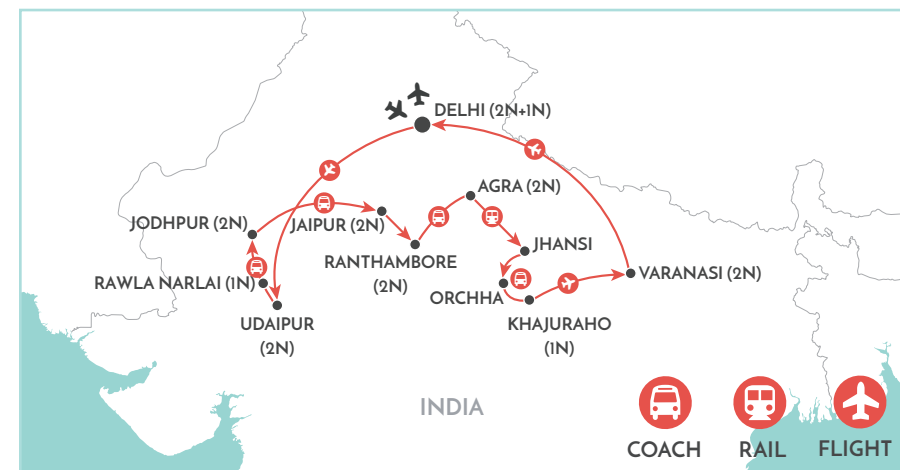 DELHI (2N+1N)
AGRA (2N)
JODHPUR (2N)
JAIPUR (2N)
JHANSI
RANTHAMBORE
(2N)
VARANASI (2N)
RAWLA NARLAI (1N)
ORCHHA
UDAIPUR
(2N)
KHAJURAHO
(1N)
INDIA
COACH
RAIL
FLIGHT